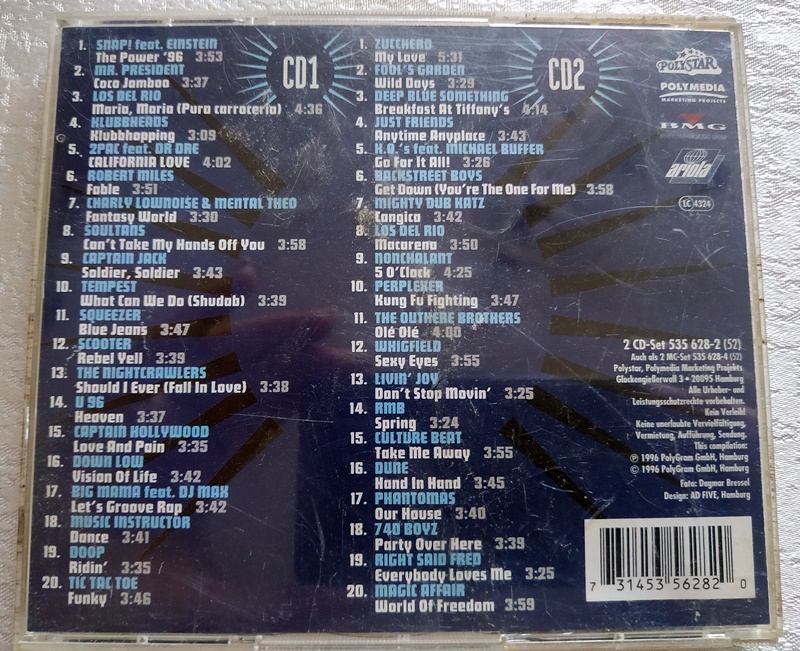 CD1
1. SNAP! feat. EINSTEIN
The Power '96 3:53
2. MR. PRESIDENT
Coco Jamboo 3:37
3. LOS DEL RIO
Maria, Maria (Pura carroceria) 4:36
4. KLUBBHEADS
Klubbhopping 3:09
5. 2PAC feat. DR DRE
CALIFORNIA LOVE 4:02
6. ROBERT MILES
Fable 3:51
7. CHARLY LOWNOISE & MENTAL THEO
Fantasy World 3:30
8. SOULTANS
Can't Take My Hands Off You 3:58
9. CAPTAIN JACK
Soldier, Soldier 3:43
10. TEMPEST
What Can We Do (Shudab) 3:39
11. SQUEEZER
Blue Jeans 3:47
12. SCOOTER
Rebel Yell 3:39
13. THE NIGHTCRAWLERS
Should I Ever (Fall In Love) 3:38
14. U 96
Heaven 3:37
15. CAPTAIN HOLLYWOOD
Love And Pain 3:35
16. DOWN LOW
Vision Of Life 3:42
17. BIG MAMA feat. DJ MAX
Let's Groove Rap 3:42
18. MUSIC INSTRUCTOR
Dance 3:41
19. DOOP
Ridin' 3:35
20. TIC TAC TOE
Funky 3:46
CD2
1. ZUCCHERO
My Love 5:31
2. FOOL'S GARDEN
Wild Days 3:29
3. DEEP BLUE SOMETHING
Breakfast At Tiffany's 4:14
4. JUST FRIENDS
Anytime Anyplace 3:43
5. K.O.'s feat. MICHAEL BUFFER
Go For It All! 3:26
6. BACKSTREET BOYS
Get Down (You're The One For Me) 3:58
7. MIGHTY DUB KATZ
Cangica 3:42
8. LOS DEL RIO
Macarena 3:50
9. NONCHALANT
5 O'Clock 4:25
10. PERPLEXER
Kung Fu Fighting 3:47
11. THE OUTHERE BROTHERS
Olé Olé 4:00
12. WHIGFIELD
Sexy Eyes 3:55
13. LIVIN' JOY
Don't Stop Movin' 3:25
14. RMB
Spring 3:24
15. CULTURE BEAT
Take Me Away 3:55
16. DUNE
Hand In Hand 3:45
17. PHANTOMAS
Our House 3:40
18. 740 BOYZ
Party Over Here 3:39
19. RIGHT SAID FRED
Everybody Loves Me 3:25
20. MAGIC AFFAIR
World Of Freedom 3:59
POLYSTAR
POLYMEDIA
MARKETING PROJECTS
BMG
ariola
LC 4324
2 CD-Set 535 628-2 (52)
Auch als 2 MC-Set 535 628-4 (52)
Polystar, Polymedia Marketing Projekts
Glockengießerwall 3 • 20095 Hamburg
Alle Urheber- und
Leistungsschutzrechte vorbehalten.
Kein Verleih!
Keine unerlaubte Vervielfältigung,
Vermietung, Aufführung, Sendung.
This compilation:
℗ 1996 PolyGram GmbH, Hamburg
© 1996 PolyGram GmbH, Hamburg
Foto: Dagmar Bressel
Design: AD FIVE, Hamburg
7 31453 56282 0